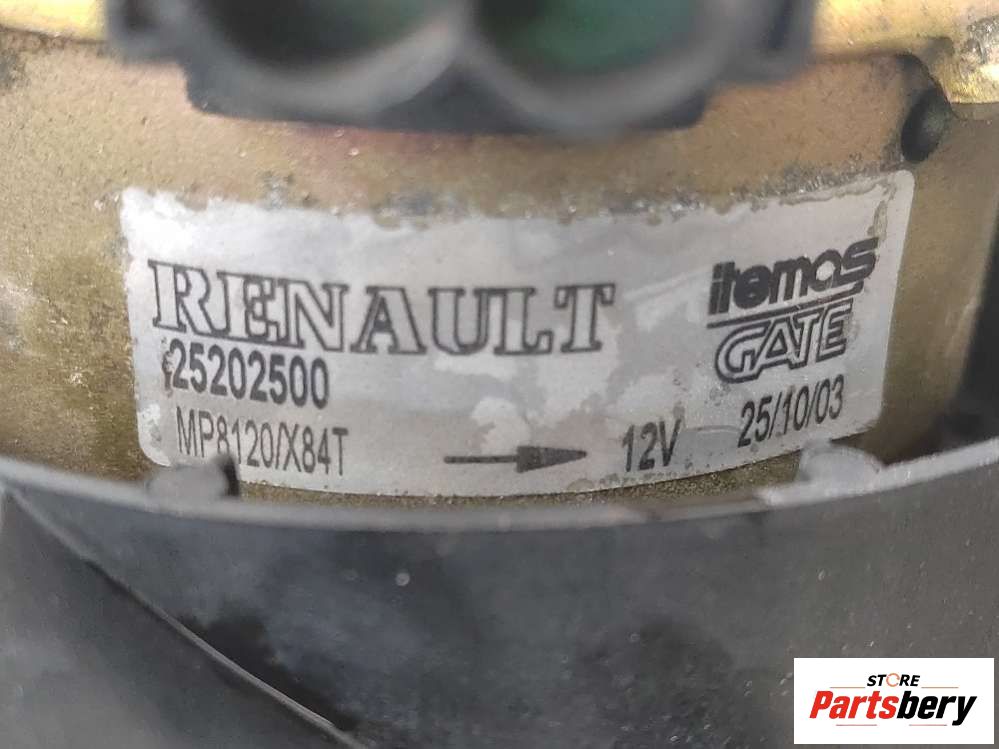 RENAULT
itemas
GATE
25202500
MP8120/X84T
12V
25/10/03
STORE
Partsbery